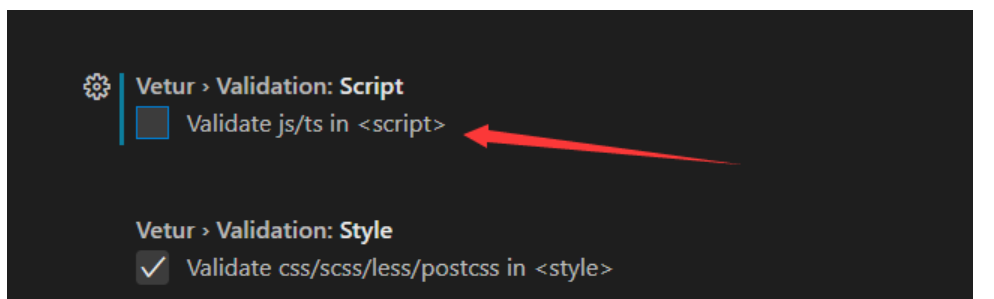 Vetur › Validation: Script
Validate js/ts in <script>
Vetur › Validation: Style
Validate css/scss/less/postcss in <style>